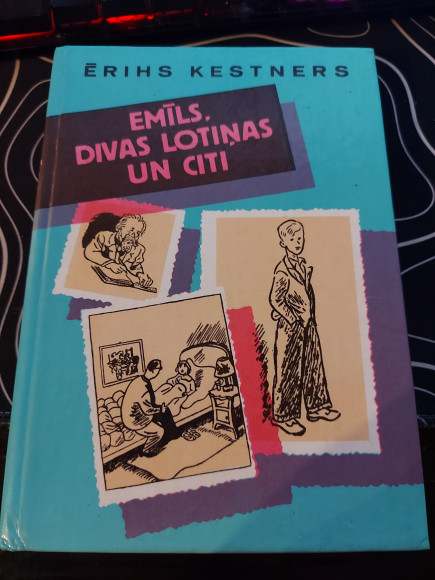 ĒRIHS KESTNERS
EMĪLS,
DIVAS LOTIŅAS
UN CITI